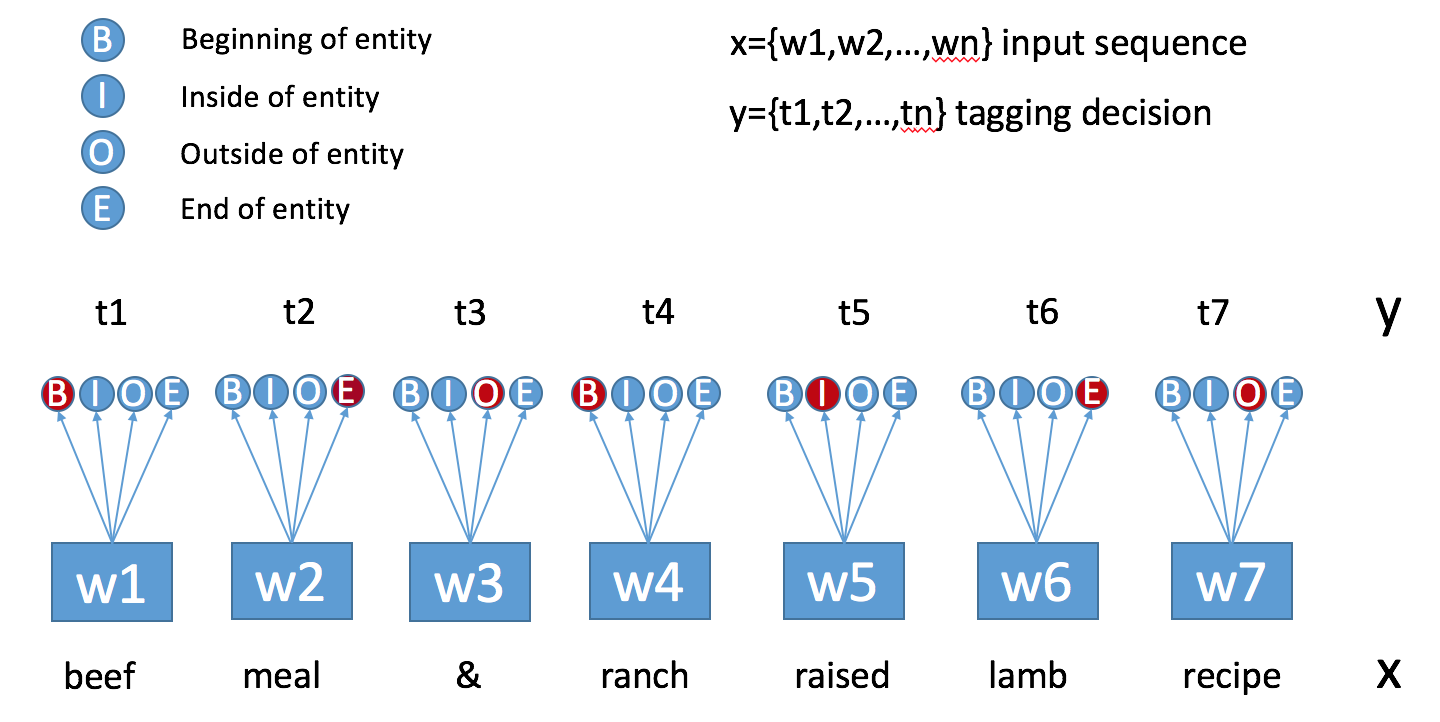 B Beginning of entity
I Inside of entity
O Outside of entity
E End of entity
x={w1,w2,...,wn} input sequence
y={t1,t2,...,tn} tagging decision
t1 t2 t3 t4 t5 t6 t7 y
B I O E B I O E B I O E B I O E B I O E B I O E B I O E
w1 w2 w3 w4 w5 w6 w7
beef meal & ranch raised lamb recipe x